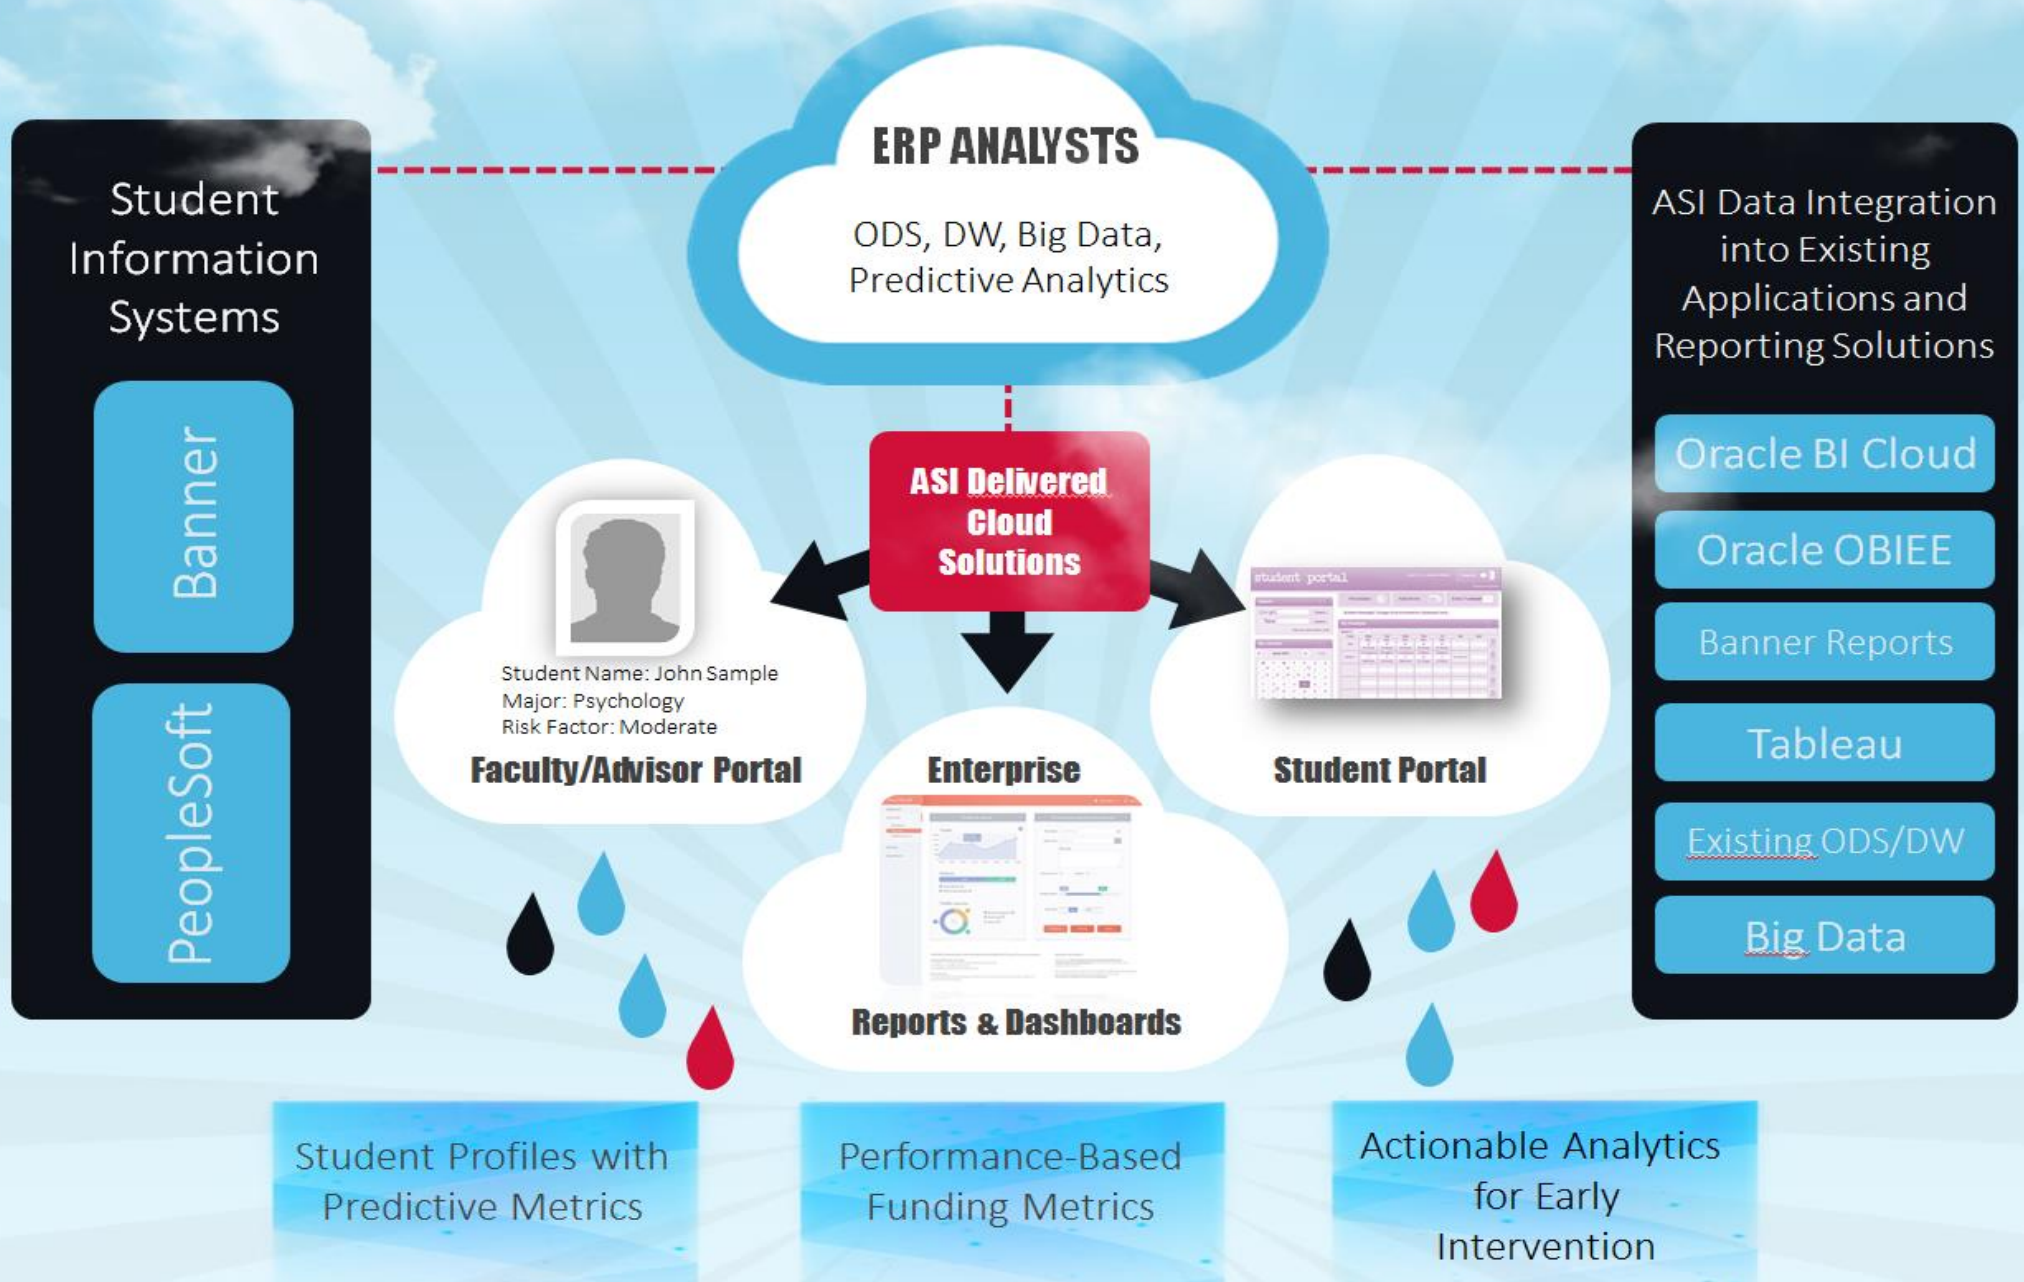 ERP ANALYSTS
ODS, DW, Big Data,
Predictive Analytics
Student
Information
Systems
Banner
PeopleSoft
ASI Data Integration
into Existing
Applications and
Reporting Solutions
Oracle BI Cloud
Oracle OBIEE
Banner Reports
Tableau
Existing ODS/DW
Big Data
ASI Delivered
Cloud
Solutions
Student Name: John Sample
Major: Psychology
Risk Factor: Moderate
Faculty/Advisor Portal
Enterprise
Reports & Dashboards
student portal
Student Portal
Student Profiles with
Predictive Metrics
Performance-Based
Funding Metrics
Actionable Analytics
for Early
Intervention